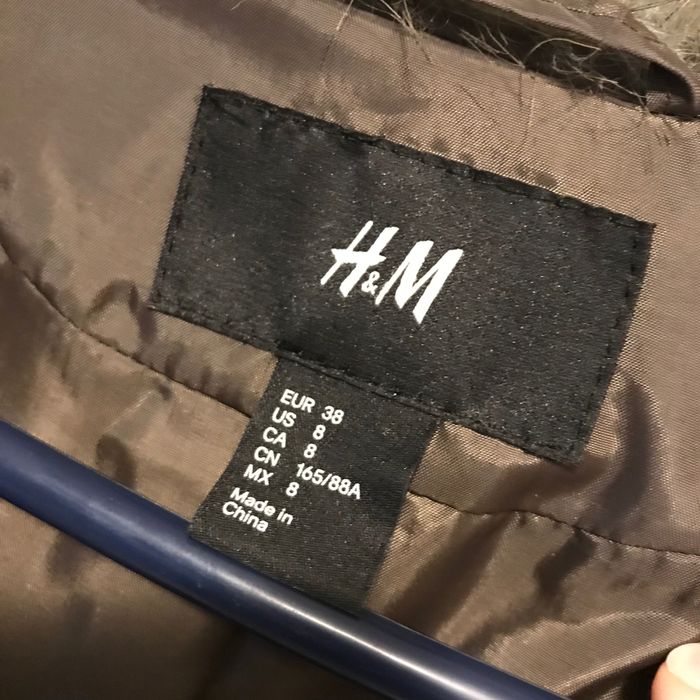 H&M
EUR 38
US 8
CA 8
CN 165/88A
MX 8
Made in
China